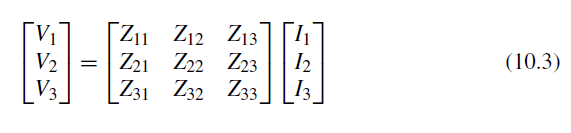 [V₁] = [Z₁₁ Z₁₂ Z₁₃] [I₁]
[V₂] = [Z₂₁ Z₂₂ Z₂₃] [I₂] (10.3)
[V₃] = [Z₃₁ Z₃₂ Z₃₃] [I₃]